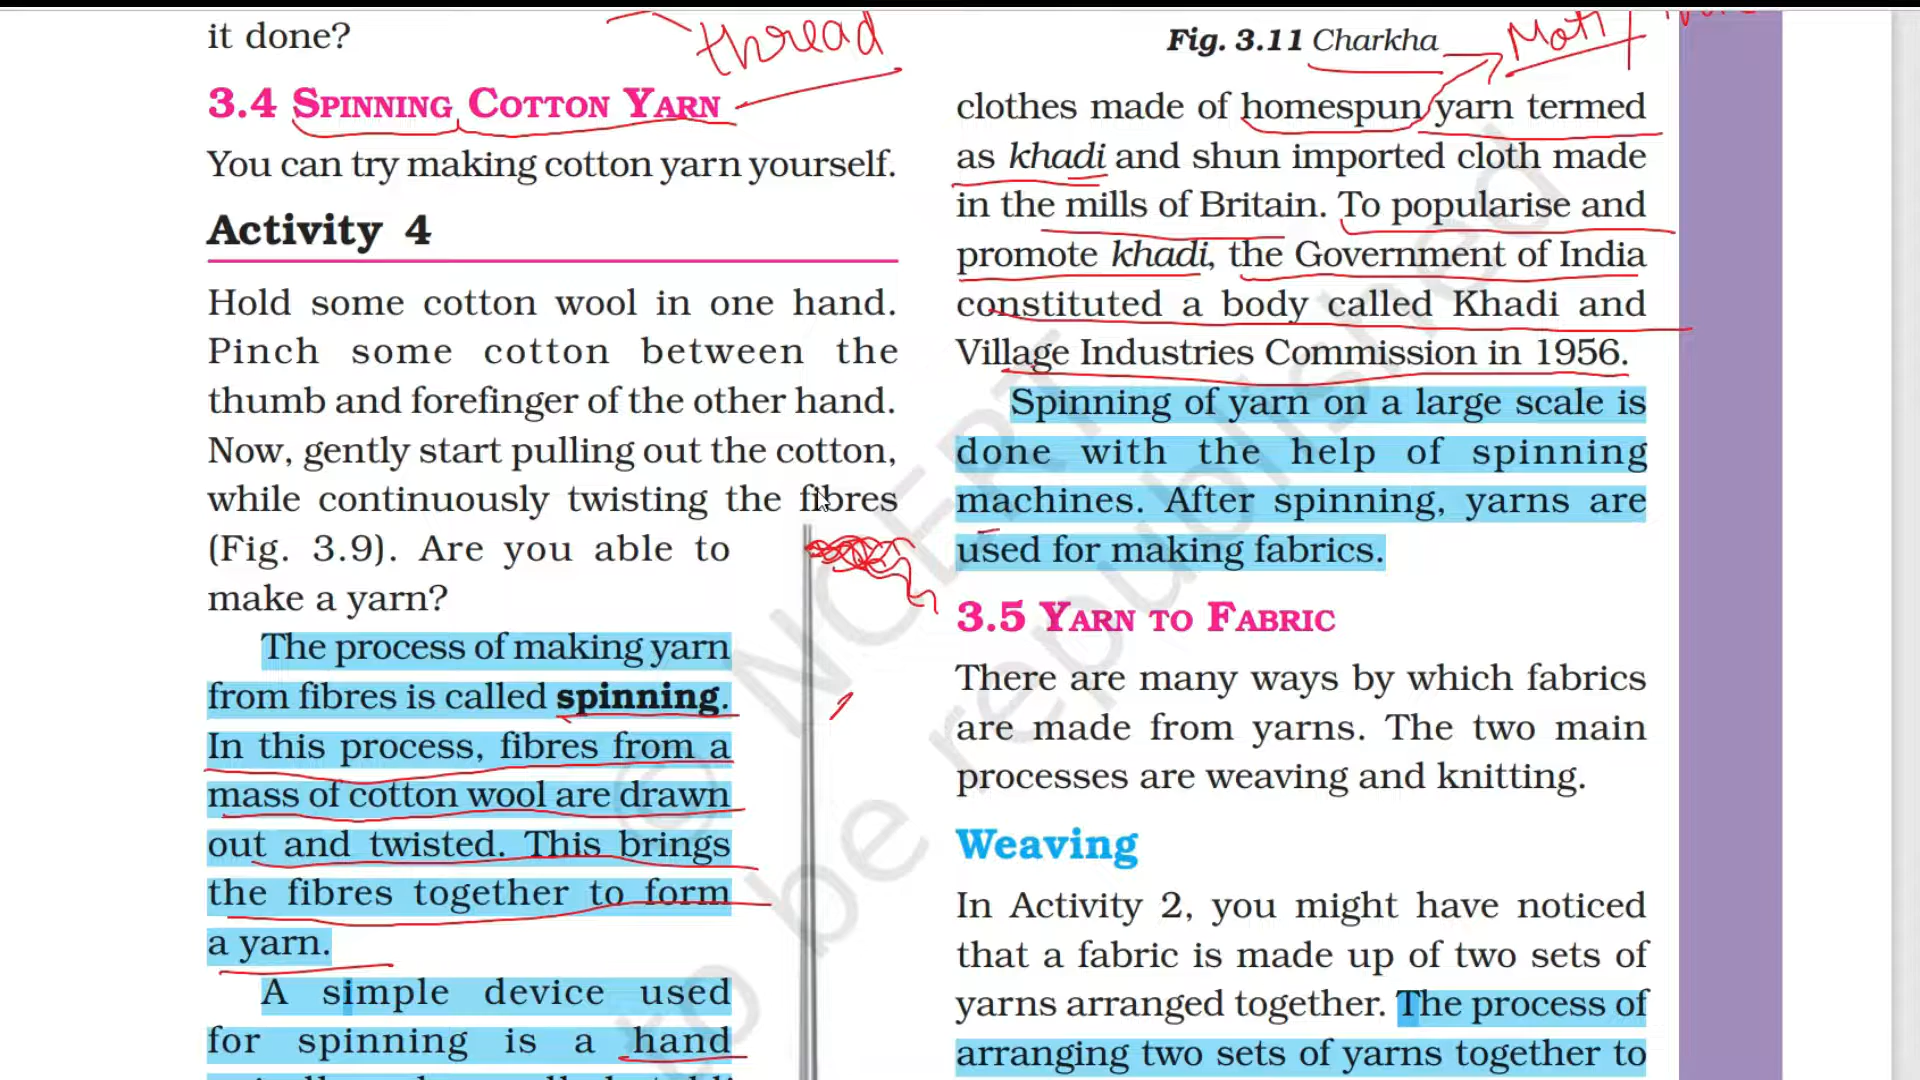 it done?
thread
3.4 SPINNING COTTON YARN
You can try making cotton yarn yourself.
Activity 4
Hold some cotton wool in one hand.
Pinch some cotton between the
thumb and forefinger of the other hand.
Now, gently start pulling out the cotton,
while continuously twisting the fibres
(Fig. 3.9). Are you able to
make a yarn?
The process of making yarn
from fibres is called spinning.
In this process, fibres from a
mass of cotton wool are drawn
out and twisted. This brings
the fibres together to form
a yarn.
A simple device used
for spinning is a hand
Fig. 3.11 Charkha
clothes made of homespun yarn termed
as khadi and shun imported cloth made
in the mills of Britain. To popularise and
promote khadi, the Government of India
constituted a body called Khadi and
Village Industries Commission in 1956.
Spinning of yarn on a large scale is
done with the help of spinning
machines. After spinning, yarns are
used for making fabrics.
3.5 YARN TO FABRIC
There are many ways by which fabrics
are made from yarns. The two main
processes are weaving and knitting.
Weaving
In Activity 2, you might have noticed
that a fabric is made up of two sets of
yarns arranged together. The process of
arranging two sets of yarns together to
© NCERT
to be republished